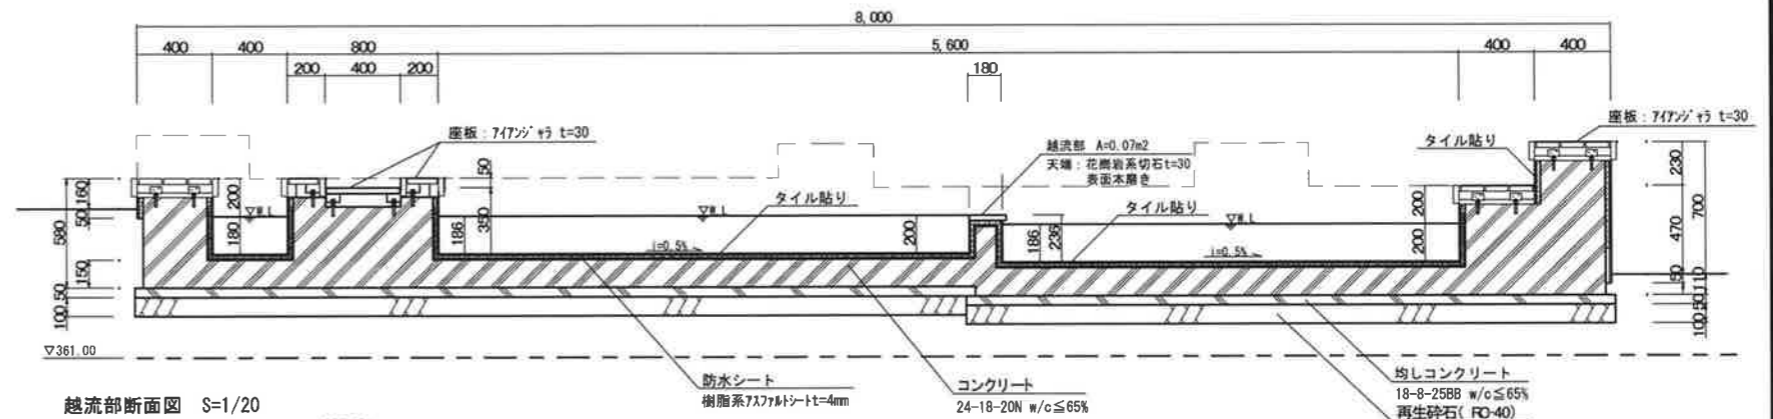 8,000
400 400 800 5,600 400 400
200 400 200 180
座板：ｱｲｱﾝｼﾞｬﾗ t=30
座板：ｱｲｱﾝｼﾞｬﾗ t=30
越流部 A=0.07m2
天端：花崗岩系切石t=30
表面本磨き
タイル貼り
タイル貼り
タイル貼り
50
350
186
200
180
160
50
580
150
50
100
▽W.L
▽W.L
▽W.L
i=0.5%
i=0.5%
200
186
236
200
200
230
470
700
50
110
50
100
▽361.00
防水シート
樹脂系ｱｽﾌｧﾙﾄｼｰﾄt=4mm
コンクリート
24-18-20N w/c≦65%
均しコンクリート
18-8-25BB w/c≦65%
再生砕石( RC-40)
越流部断面図 S=1/20